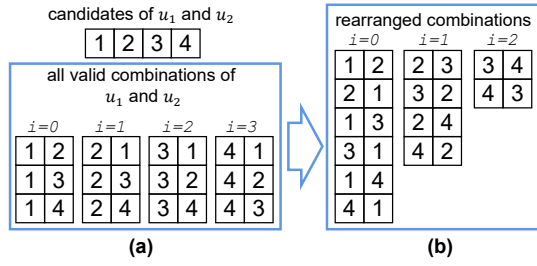 candidates of u₁ and u₂
1 2 3 4
all valid combinations of
u₁ and u₂
i=0 i=1 i=2 i=3
1 2 2 1 3 1 4 1
1 3 2 3 3 2 4 2
1 4 2 4 3 4 4 3
(a)
rearranged combinations
i=0 i=1 i=2
1 2 2 3 3 4
2 1 3 2 4 3
1 3 2 4
3 1 4 2
1 4
4 1
(b)